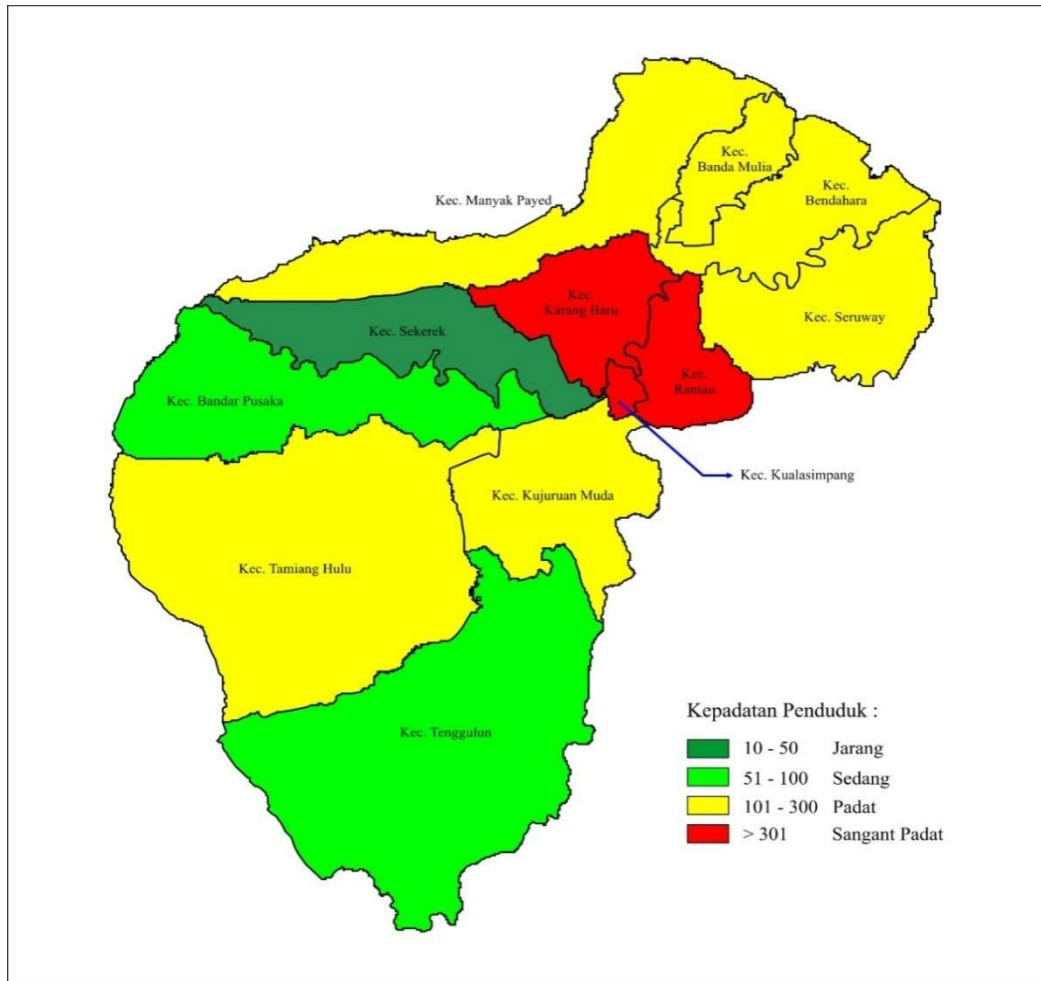 Kec.
Banda Mulia
Kec.
Bendahara
Kec. Manyak Payed
Kec.
Karang Baru
Kec. Seruway
Kec. Sekerek
Kec.
Rantau
Kec. Bandar Pusaka
Kec. Kualasimpang
Kec. Kujuruan Muda
Kec. Tamiang Hulu
Kec. Tenggulun
Kepadatan Penduduk :
10 - 50 Jarang
51 - 100 Sedang
101 - 300 Padat
> 301 Sangant Padat